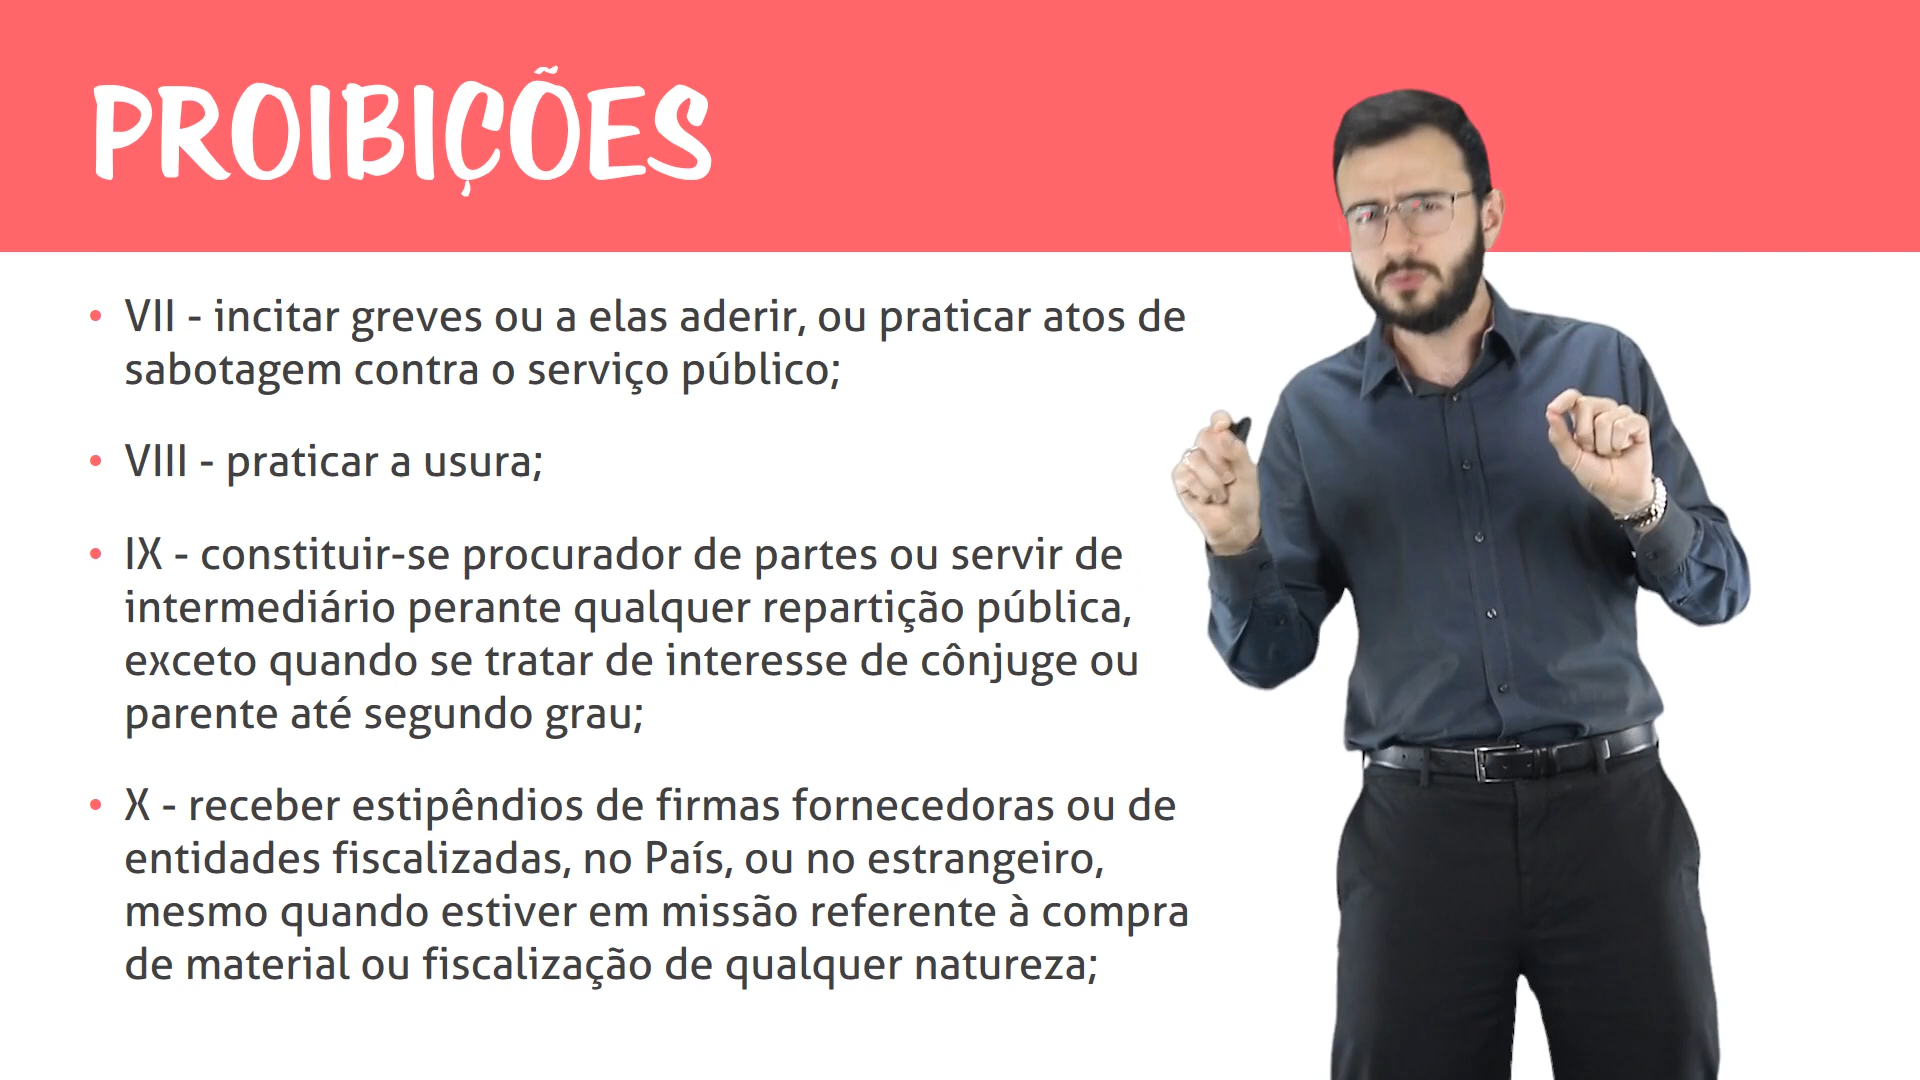 PROIBIÇÕES
• VII - incitar greves ou a elas aderir, ou praticar atos de
sabotagem contra o serviço público;
• VIII - praticar a usura;
• IX - constituir-se procurador de partes ou servir de
intermediário perante qualquer repartição pública,
exceto quando se tratar de interesse de cônjuge ou
parente até segundo grau;
• X - receber estipêndios de firmas fornecedoras ou de
entidades fiscalizadas, no País, ou no estrangeiro,
mesmo quando estiver em missão referente à compra
de material ou fiscalização de qualquer natureza;